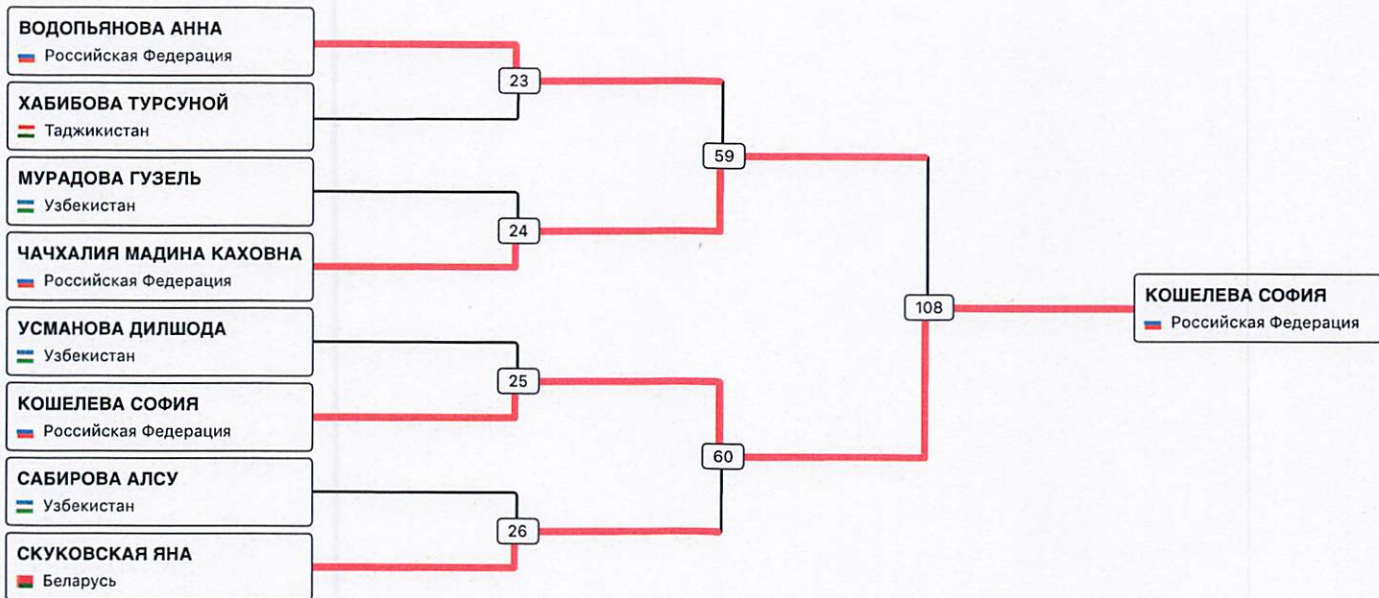 ВОДОПЬЯНОВА АННА
Российская Федерация
ХАБИБОВА ТУРСУНОЙ
Таджикистан
МУРАДОВА ГУЗЕЛЬ
Узбекистан
ЧАЧХАЛИЯ МАДИНА КАХОВНА
Российская Федерация
УСМАНОВА ДИЛШОДА
Узбекистан
КОШЕЛЕВА СОФИЯ
Российская Федерация
САБИРОВА АЛСУ
Узбекистан
СКУКОВСКАЯ ЯНА
Беларусь
23
24
25
26
59
60
108
КОШЕЛЕВА СОФИЯ
Российская Федерация